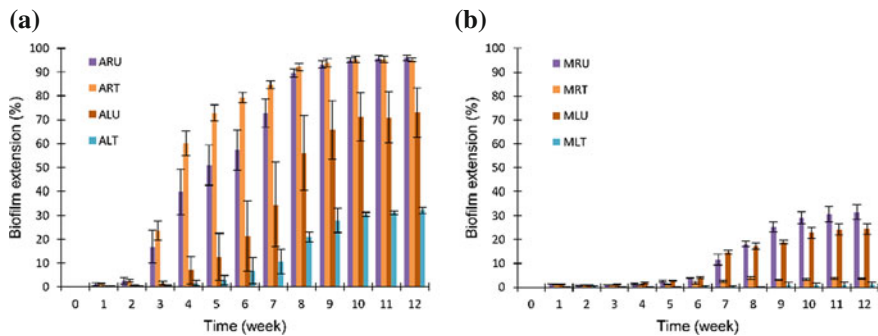 (a)
Biofilm extension (%)
100
90
80
70
60
50
40
30
20
10
0
ARU
ART
ALU
ALT
0 1 2 3 4 5 6 7 8 9 10 11 12
Time (week)
(b)
Biofilm extension (%)
100
90
80
70
60
50
40
30
20
10
0
MRU
MRT
MLU
MLT
0 1 2 3 4 5 6 7 8 9 10 11 12
Time (week)